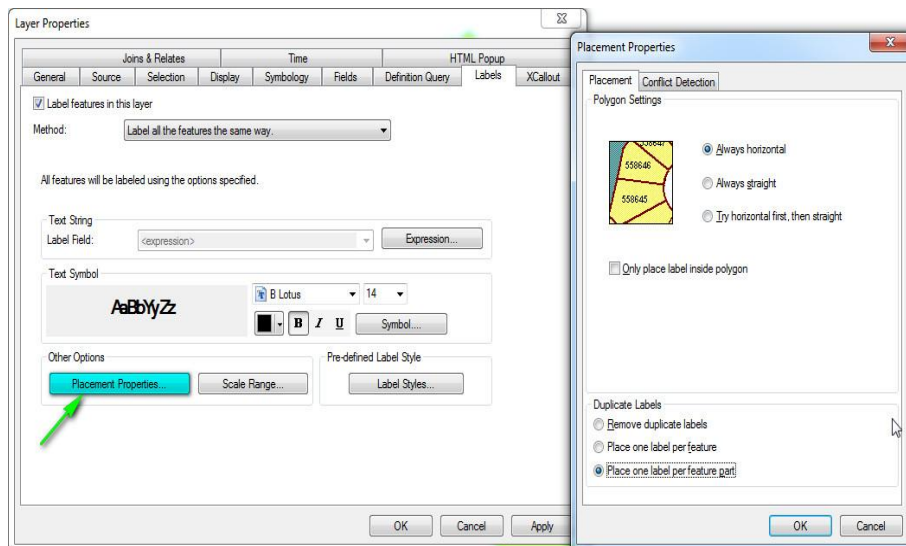 Layer Properties
Joins & Relates Time HTML Popup
General Source Selection Display Symbology Fields Definition Query Labels XCallout
Label features in this layer
Method: Label all the features the same way.
All features will be labeled using the options specified.
Text String
Label Field: <expression> Expression...
Text Symbol
AaBbYyZz
B Lotus 14
B I U Symbol....
Other Options Pre-defined Label Style
Placement Properties... Scale Range... Label Styles...
OK Cancel Apply
Placement Properties
Placement Conflict Detection
Polygon Settings
558647
558646
558645
Always horizontal
Always straight
Try horizontal first, then straight
Only place label inside polygon
Duplicate Labels
Remove duplicate labels
Place one label per feature
Place one label per feature part
OK Cancel